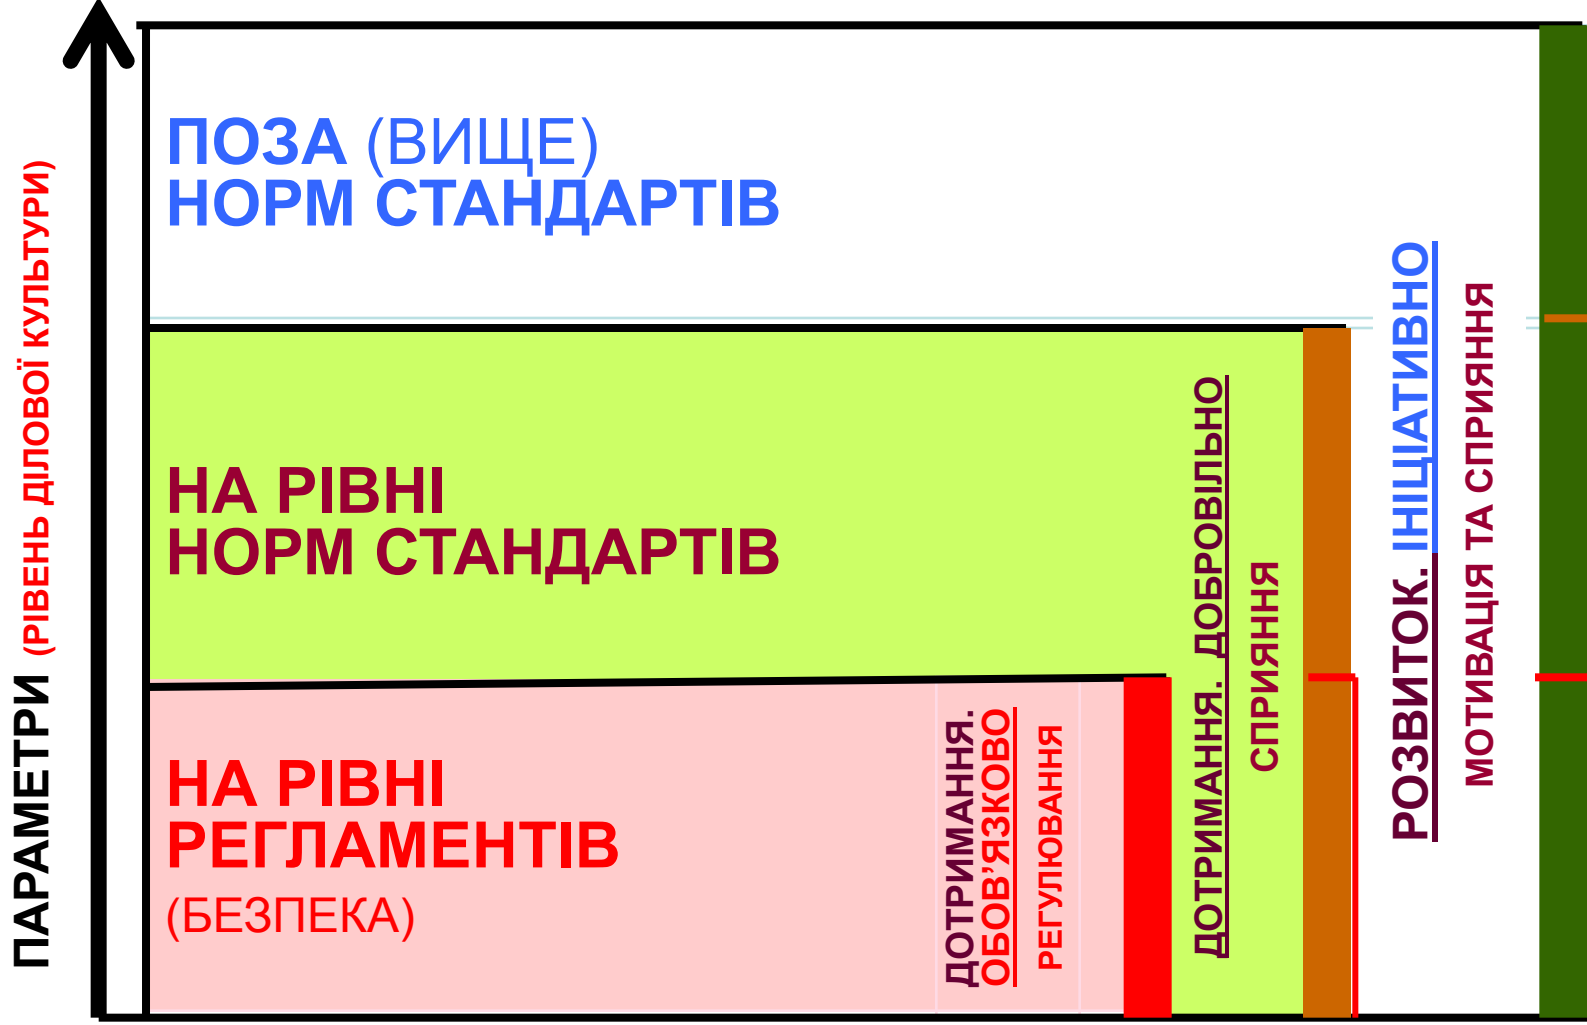 ПАРАМЕТРИ (РІВЕНЬ ДІЛОВОЇ КУЛЬТУРИ)
ПОЗА (ВИЩЕ)
НОРМ СТАНДАРТІВ
НА РІВНІ
НОРМ СТАНДАРТІВ
НА РІВНІ
РЕГЛАМЕНТІВ
(БЕЗПЕКА)
ДОТРИМАННЯ.
ОБОВ’ЯЗКОВО
РЕГУЛЮВАННЯ
ДОТРИМАННЯ. ДОБРОВІЛЬНО
СПРИЯННЯ
РОЗВИТОК. ІНІЦІАТИВНО
МОТИВАЦІЯ ТА СПРИЯННЯ